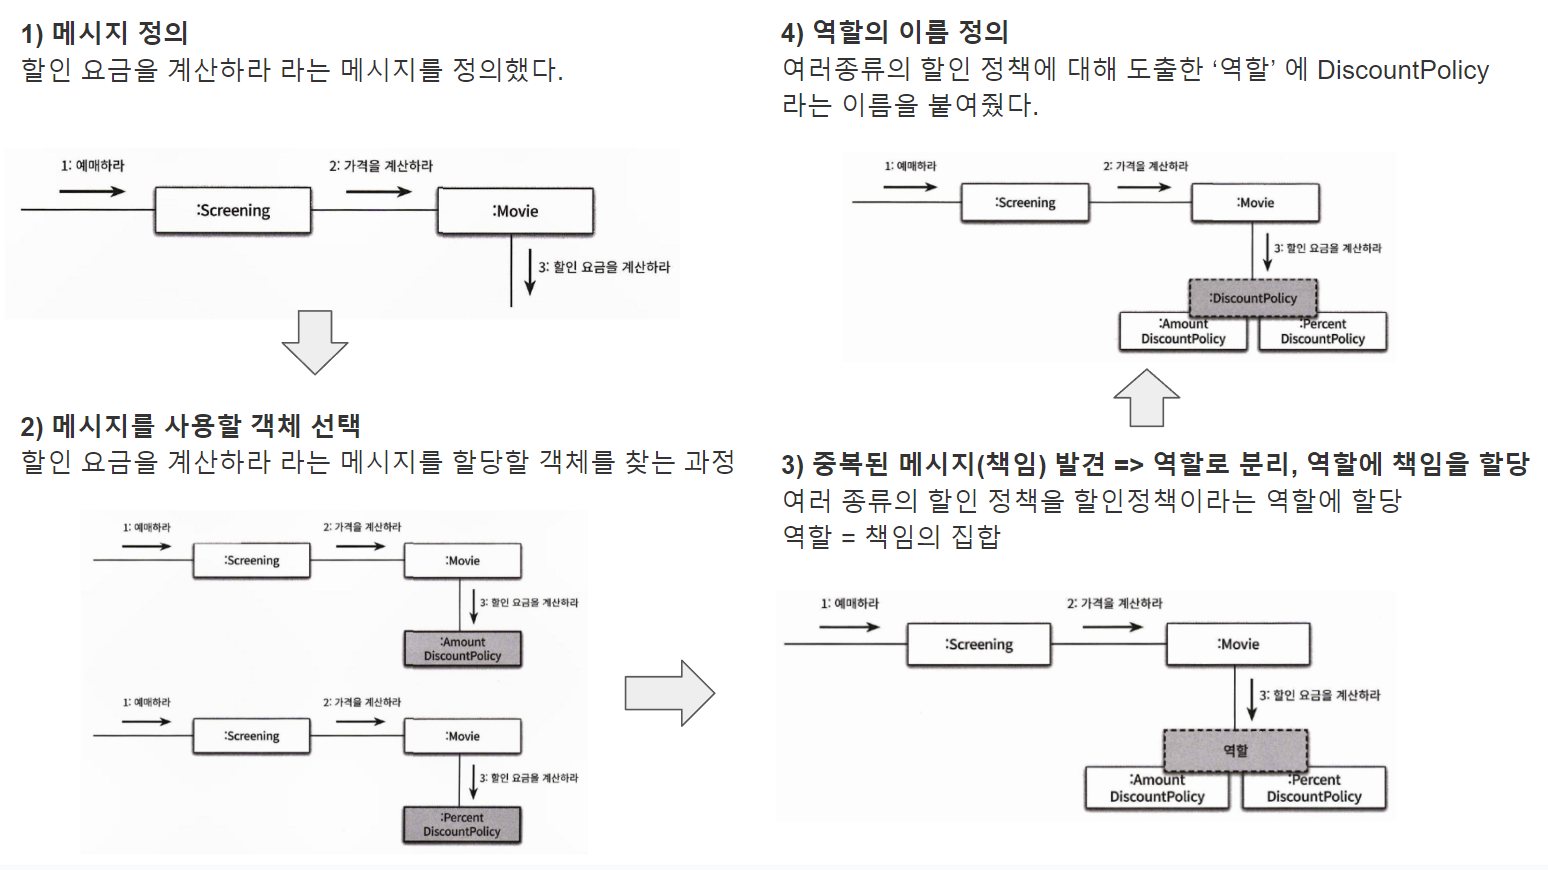 1) 메시지 정의
할인 요금을 계산하라 라는 메시지를 정의했다.
1: 예매하라
2: 가격을 계산하라
:Screening
:Movie
3: 할인 요금을 계산하라
2) 메시지를 사용할 객체 선택
할인 요금을 계산하라 라는 메시지를 할당할 객체를 찾는 과정
1: 예매하라
2: 가격을 계산하라
:Screening
:Movie
3: 할인 요금을 계산하라
:Amount
DiscountPolicy
1: 예매하라
2: 가격을 계산하라
:Screening
:Movie
3: 할인 요금을 계산하라
:Percent
DiscountPolicy
3) 중복된 메시지(책임) 발견 => 역할로 분리, 역할에 책임을 할당
여러 종류의 할인 정책을 할인정책이라는 역할에 할당
역할 = 책임의 집합
1: 예매하라
2: 가격을 계산하라
:Screening
:Movie
3: 할인 요금을 계산하라
역할
:Amount
DiscountPolicy
:Percent
DiscountPolicy
4) 역할의 이름 정의
여러종류의 할인 정책에 대해 도출한 ‘역할’ 에 DiscountPolicy
라는 이름을 붙여줬다.
1: 예매하라
2: 가격을 계산하라
:Screening
:Movie
3: 할인 요금을 계산하라
:DiscountPolicy
:Amount
DiscountPolicy
:Percent
DiscountPolicy